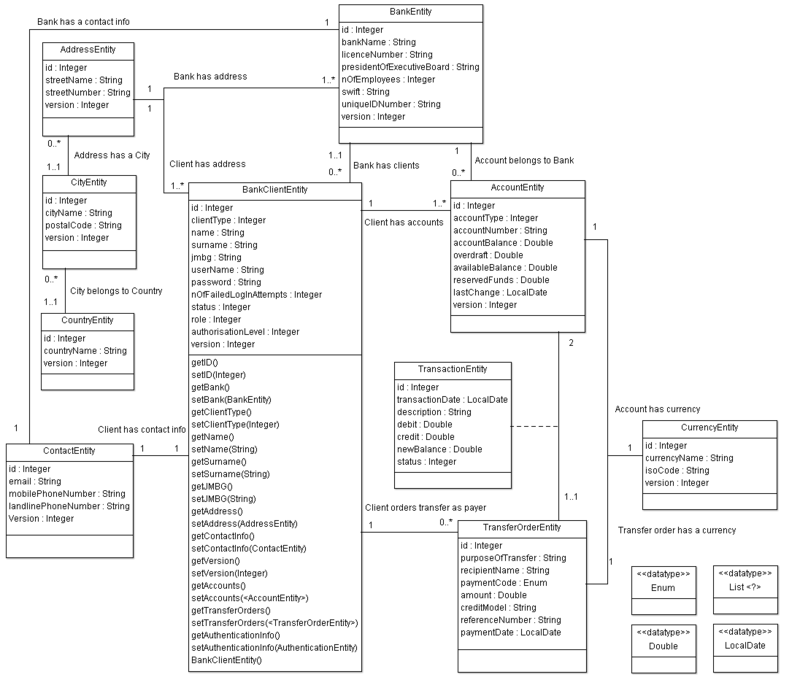 BankEntity
id : Integer
bankName : String
licenceNumber : String
presidentOfExecutiveBoard : String
nOfEmployees : Integer
swift : String
uniqueIDNumber : String
version : Integer
Bank has a contact info
1
AddressEntity
id : Integer
streetName : String
streetNumber : String
version : Integer
Bank has address
1
1
1..*
0..*
Address has a City
1..1
Client has address
1..*
1..1
Bank has clients
0..*
1
Account belongs to Bank
0..*
CityEntity
id : Integer
cityName : String
postalCode : String
version : Integer
0..*
City belongs to Country
1..1
CountryEntity
id : Integer
countryName : String
version : Integer
BankClientEntity
id : Integer
clientType : Integer
name : String
surname : String
jmbg : String
userName : String
password : String
nOfFailedLogInAttempts : Integer
status : Integer
role : Integer
authorisationLevel : Integer
version : Integer
getID()
setID(Integer)
getBank()
setBank(BankEntity)
getClientType()
setClientType(Integer)
getName()
setName(String)
getSurname()
setSurname(String)
getJMBG()
setJMBG(String)
getAddress()
setAddress(AddressEntity)
getContactInfo()
setContactInfo(ContactEntity)
getVersion()
setVersion(Integer)
getAccounts()
setAccounts(<AccountEntity>)
getTransferOrders()
setTransferOrders(<TransferOrderEntity>)
getAuthenticationInfo()
setAuthenticationInfo(AuthenticationEntity)
BankClientEntity()
1
1..*
Client has accounts
AccountEntity
id : Integer
accountType : Integer
accountNumber : String
accountBalance : Double
overdraft : Double
availableBalance : Double
reservedFunds : Double
lastChange : LocalDate
version : Integer
1
2
TransactionEntity
id : Integer
transactionDate : LocalDate
description : String
debit : Double
credit : Double
newBalance : Double
status : Integer
Account has currency
1
CurrencyEntity
id : Integer
currencyName : String
isoCode : String
version : Integer
1
Client has contact info
1
1
ContactEntity
id : Integer
email : String
mobilePhoneNumber : String
landlinePhoneNumber : String
Version : Integer
Client orders transfer as payer
1
0..*
1..1
TransferOrderEntity
id : Integer
purposeOfTransfer : String
recipientName : String
paymentCode : Enum
amount : Double
creditModel : String
referenceNumber : String
paymentDate : LocalDate
Transfer order has a currency
1
<<datatype>>
Enum
<<datatype>>
List <?>
<<datatype>>
Double
<<datatype>>
LocalDate